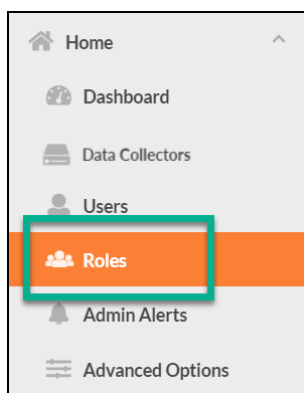 Home
Dashboard
Data Collectors
Users
Roles
Admin Alerts
Advanced Options